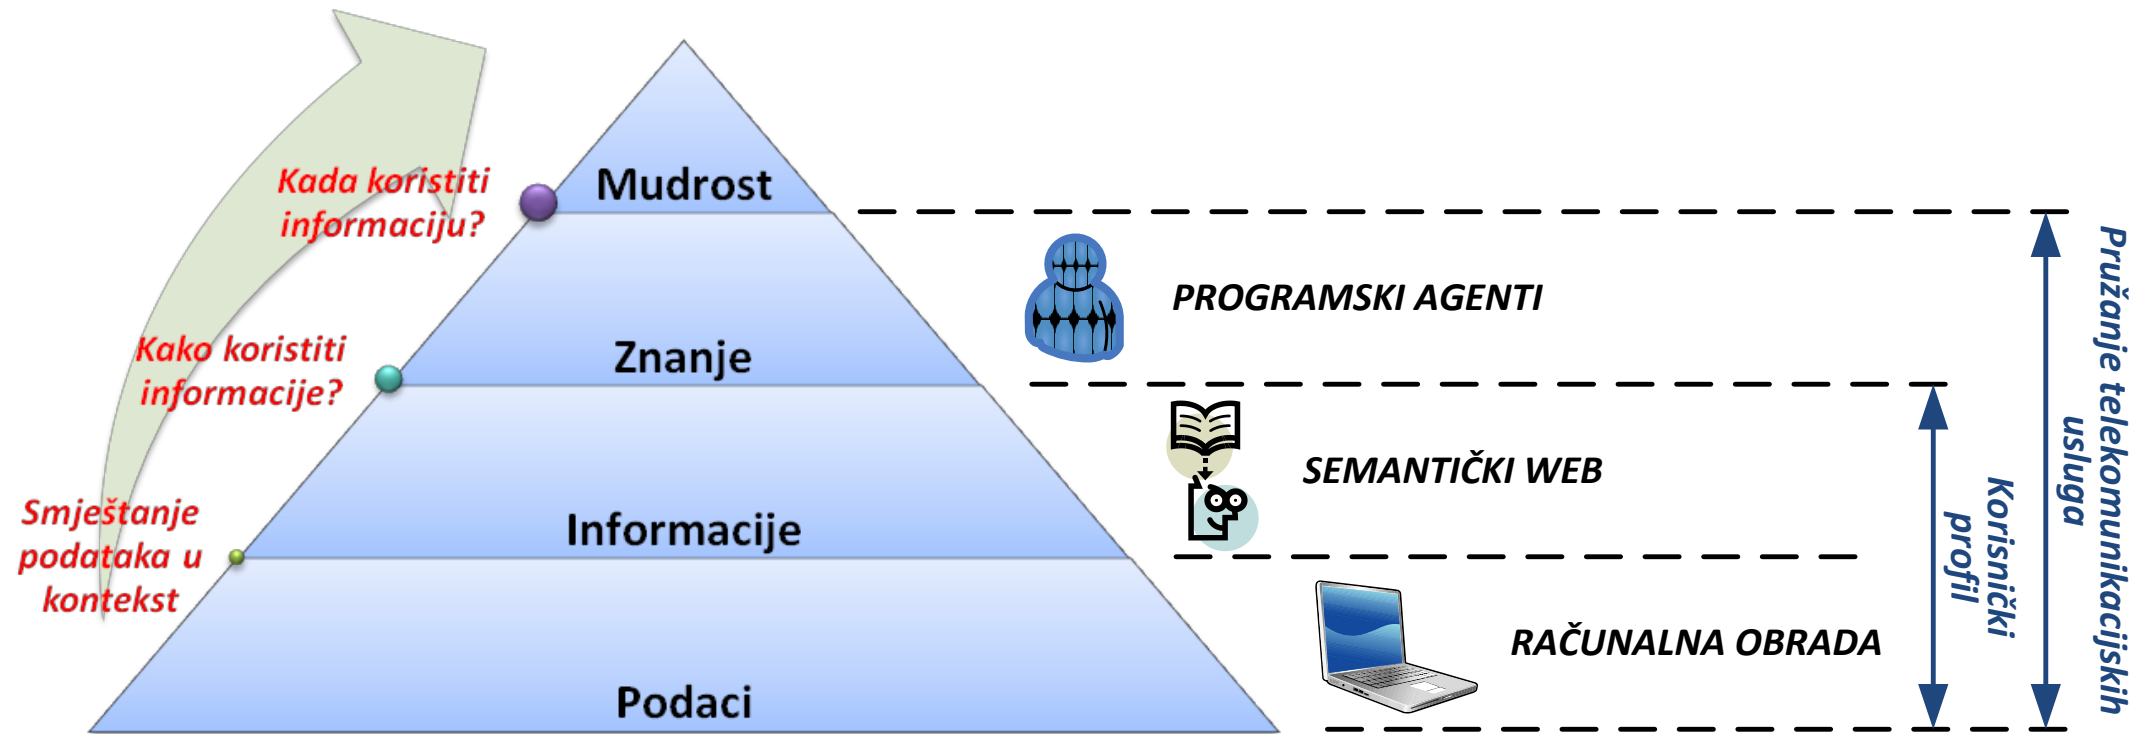 Kada koristiti
informaciju?
Mudrost
PROGRAMSKI AGENTI
Kako koristiti
informacije?
Znanje
SEMANTIČKI WEB
Smještanje
podataka u
kontekst
Informacije
RAČUNALNA OBRADA
Podaci
Korisnički
profil
Pružanje telekomunikacijskih
usluga